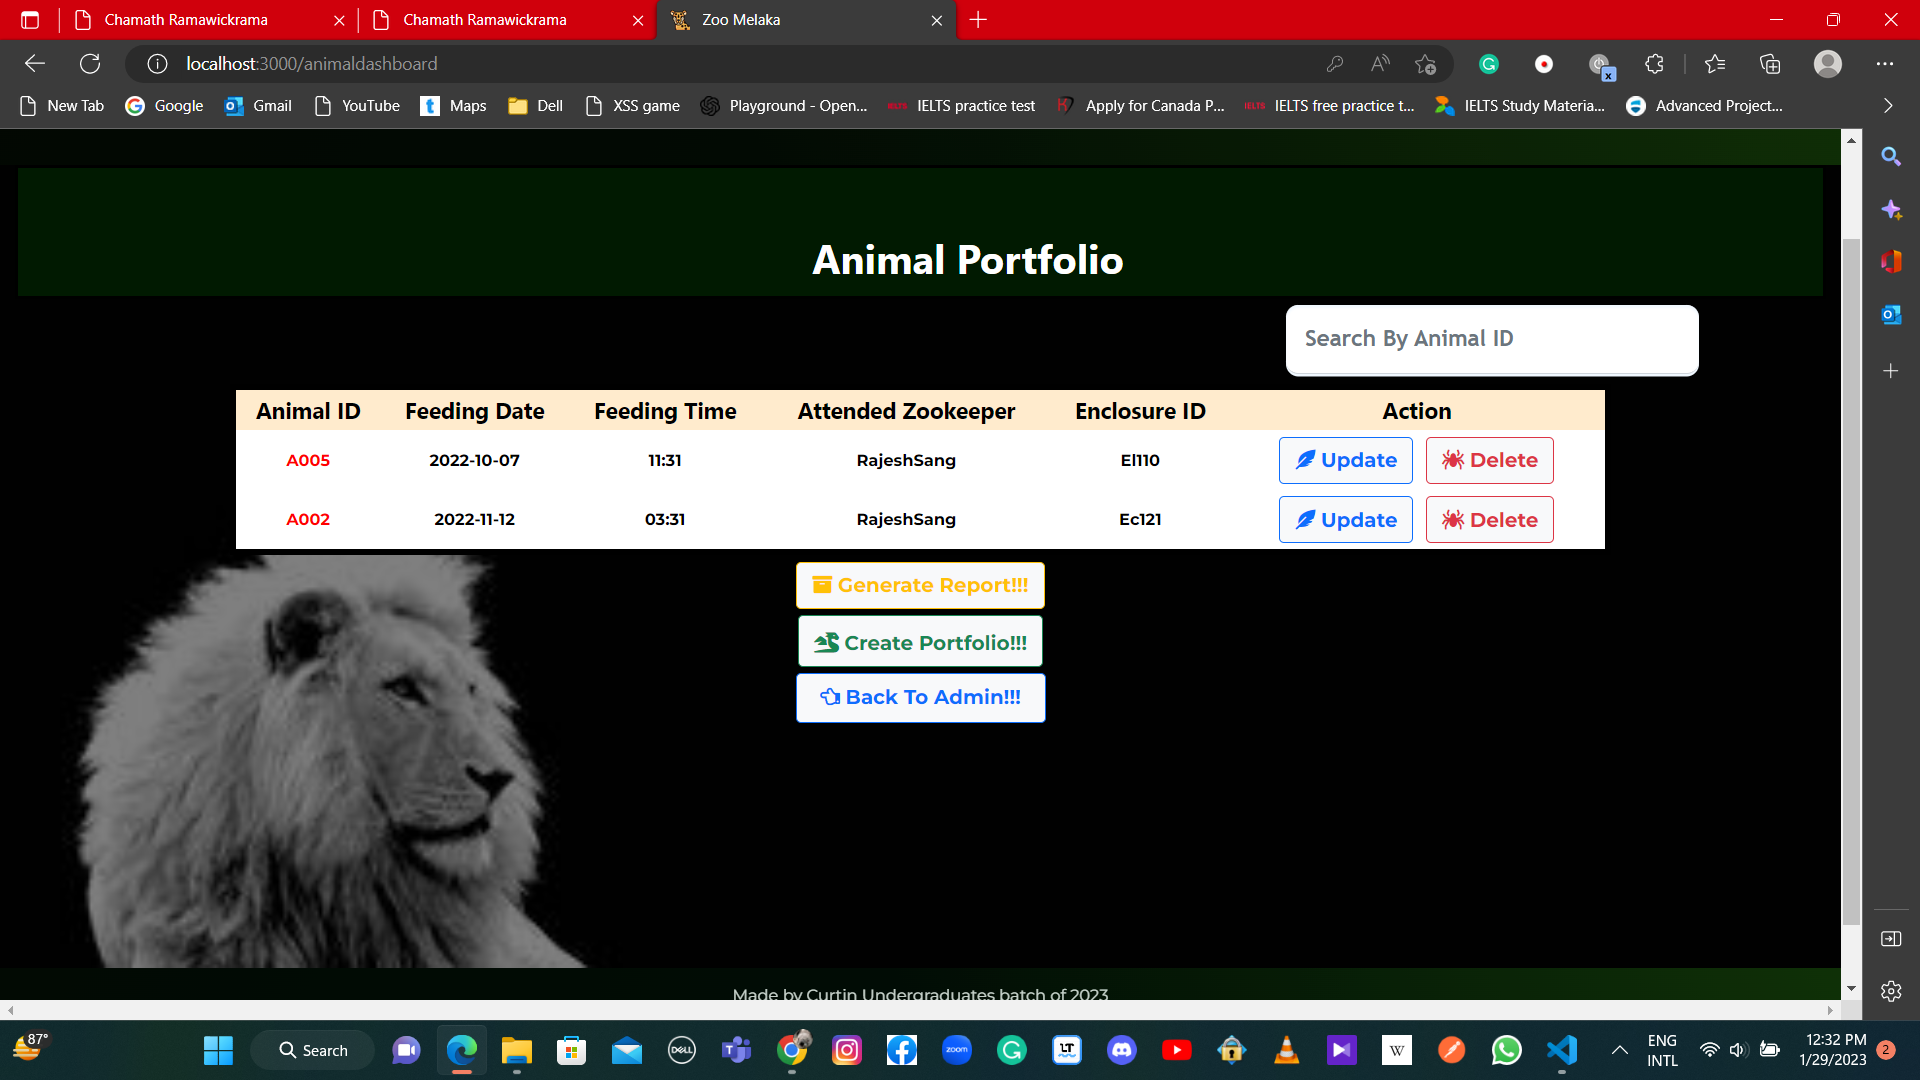 Chamath Ramawickrama
Chamath Ramawickrama
Zoo Melaka
localhost:3000/animaldashboard
New Tab
Google
Gmail
YouTube
Maps
Dell
XSS game
Playground - Open...
IELTS practice test
Apply for Canada P...
IELTS free practice t...
IELTS Study Materia...
Advanced Project...
Animal Portfolio
Search By Animal ID
Animal ID Feeding Date Feeding Time Attended Zookeeper Enclosure ID Action
A005 2022-10-07 11:31 RajeshSang El110 Update Delete
A002 2022-11-12 03:31 RajeshSang Ec121 Update Delete
Generate Report!!!
Create Portfolio!!!
Back To Admin!!!
Made by Curtin Undergraduates batch of 2023
87°
Search
DELL
zoom
LT
W
ENG
INTL
12:32 PM
1/29/2023
2